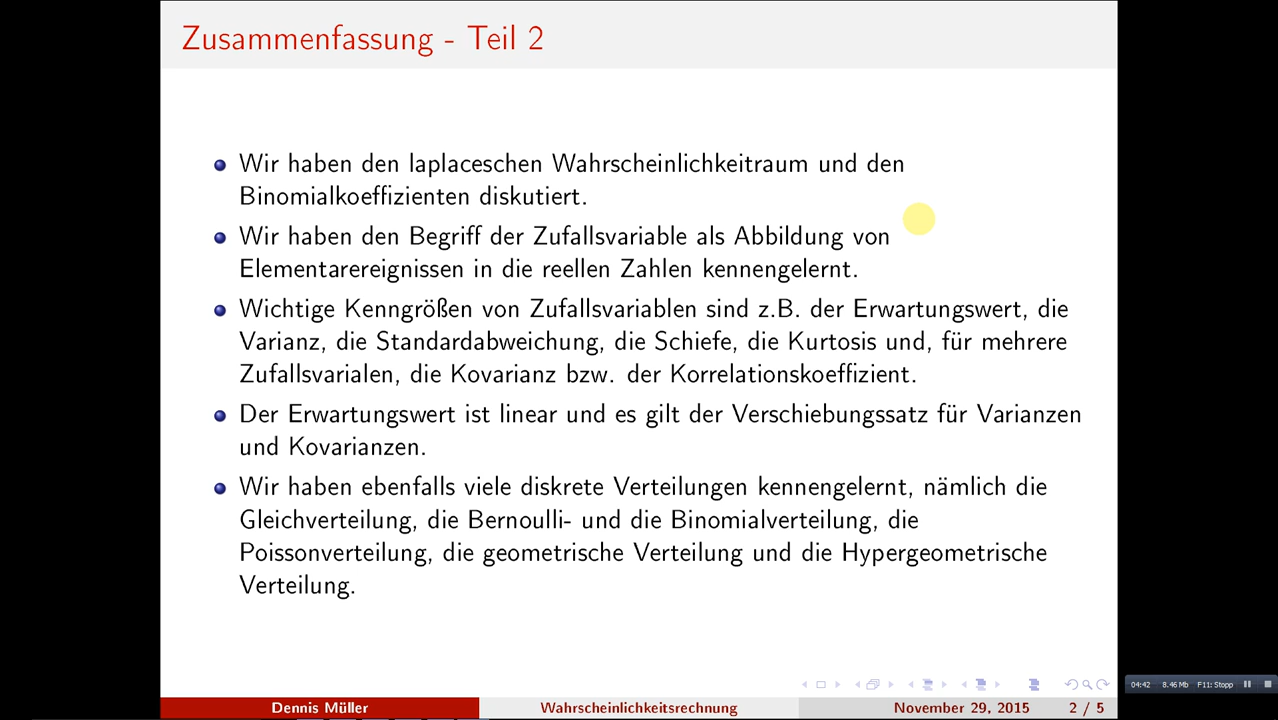 Zusammenfassung - Teil 2
Wir haben den laplaceschen Wahrscheinlichkeitraum und den
Binomialkoeffizienten diskutiert.
Wir haben den Begriff der Zufallsvariable als Abbildung von
Elementarereignissen in die reellen Zahlen kennengelernt.
Wichtige Kenngrößen von Zufallsvariablen sind z.B. der Erwartungswert, die
Varianz, die Standardabweichung, die Schiefe, die Kurtosis und, für mehrere
Zufallsvarialen, die Kovarianz bzw. der Korrelationskoeffizient.
Der Erwartungswert ist linear und es gilt der Verschiebungssatz für Varianzen
und Kovarianzen.
Wir haben ebenfalls viele diskrete Verteilungen kennengelernt, nämlich die
Gleichverteilung, die Bernoulli- und die Binomialverteilung, die
Poissonverteilung, die geometrische Verteilung und die Hypergeometrische
Verteilung.
04:42 8.46 Mb F11: Stopp
Dennis Müller Wahrscheinlichkeitsrechnung November 29, 2015 2 / 5